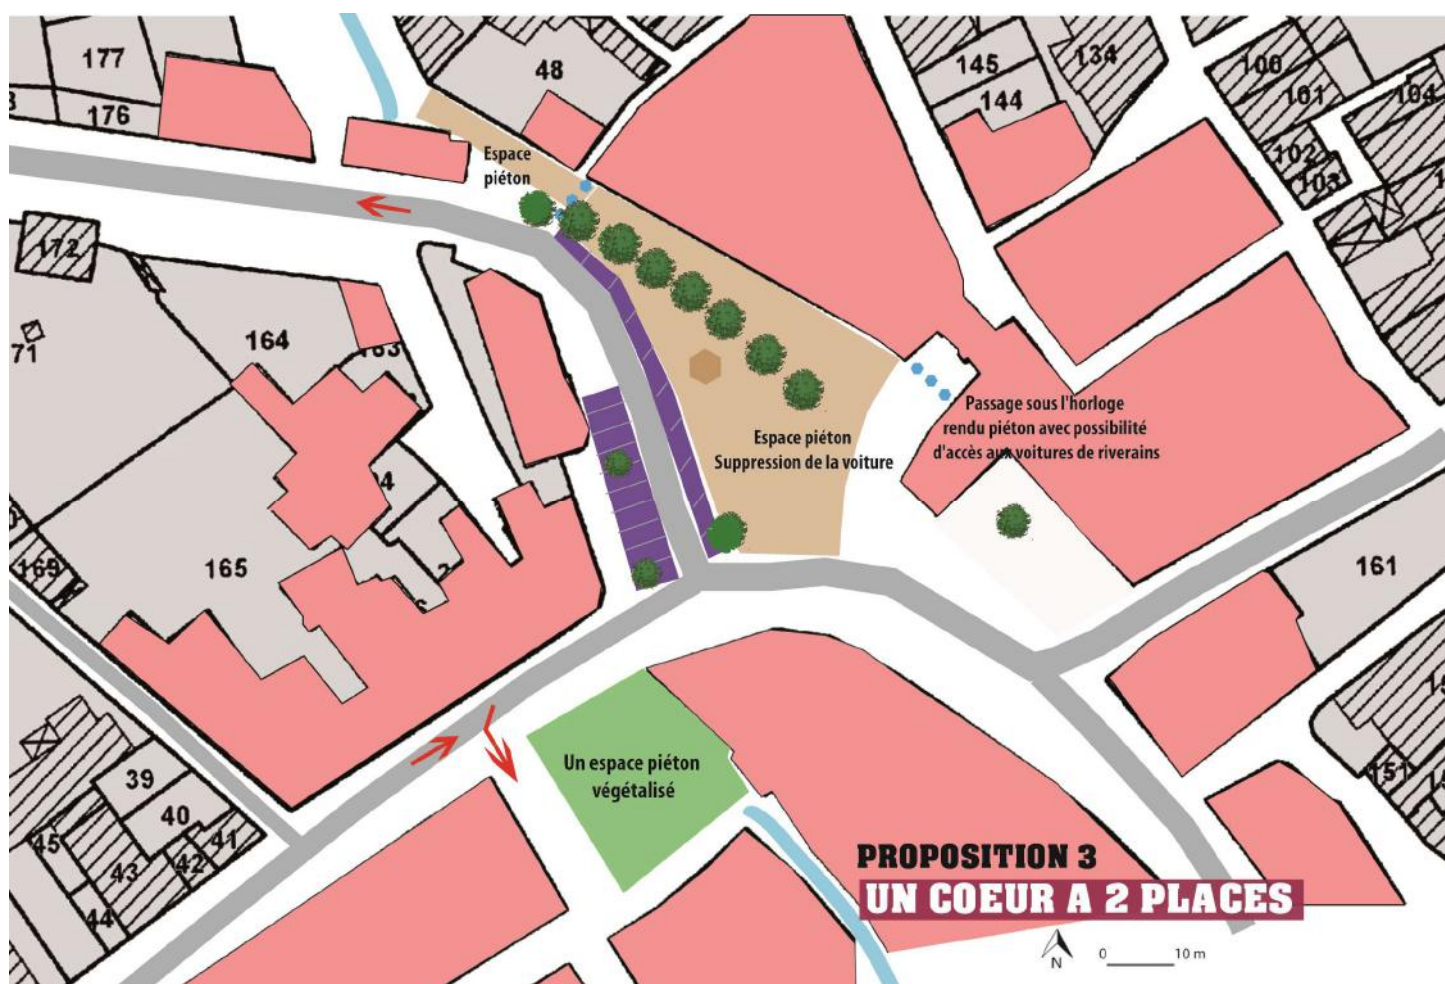 177
176
48
145
144
134
100
101
104
102
103
Espace
piéton
172
71
164
163
165
169
Espace piéton
Suppression de la voiture
Passage sous l'horloge
rendu piéton avec possibilité
d'accès aux voitures de riverains
161
151
39
40
41
42
43
44
45
Un espace piéton
végétalisé
PROPOSITION 3
UN COEUR A 2 PLACES
N
0
10 m